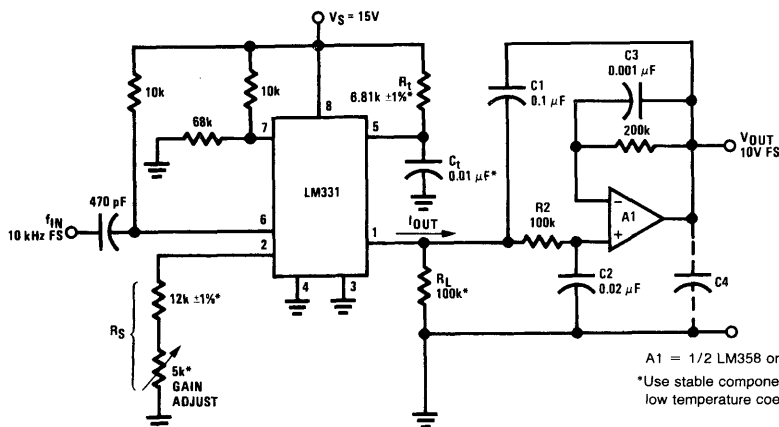 V_S = 15V
10k
10k
68k
R_t
6.81k ±1%*
C_t
0.01 μF*
8
7
5
6
2
1
4
3
LM331
470 pF
f_IN
10 kHz FS
12k ±1%*
R_S
5k*
GAIN
ADJUST
I_OUT
R_L
100k*
C1
0.1 μF
R2
100k
C2
0.02 μF
C3
0.001 μF
200k
−
+
A1
V_OUT
10V FS
C4
A1 = 1/2 LM358 or
*Use stable compone
low temperature coe